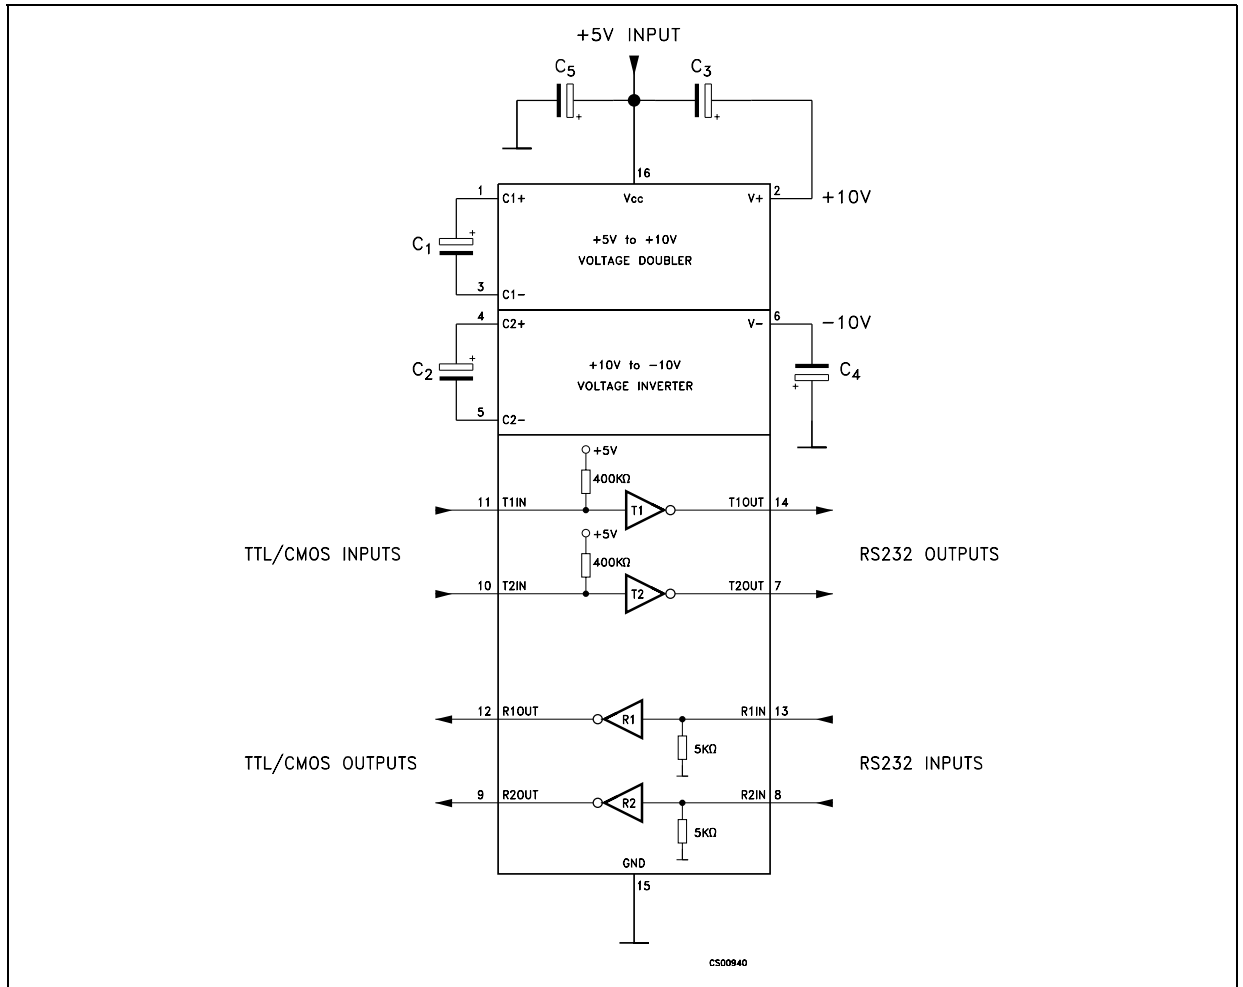 +5V INPUT
C5
C3
+
+
16
1
C1+
Vcc
V+
2
+10V
C1
+
+5V to +10V
VOLTAGE DOUBLER
3
C1-
4
C2+
V-
6
-10V
C2
+
+10V to -10V
VOLTAGE INVERTER
C4
+
5
C2-
+5V
400KΩ
11
T1IN
T1
T1OUT
14
+5V
TTL/CMOS INPUTS
400KΩ
RS232 OUTPUTS
10
T2IN
T2
T2OUT
7
12
R1OUT
R1
R1IN
13
5KΩ
TTL/CMOS OUTPUTS
RS232 INPUTS
9
R2OUT
R2
R2IN
8
5KΩ
GND
15
CS00940